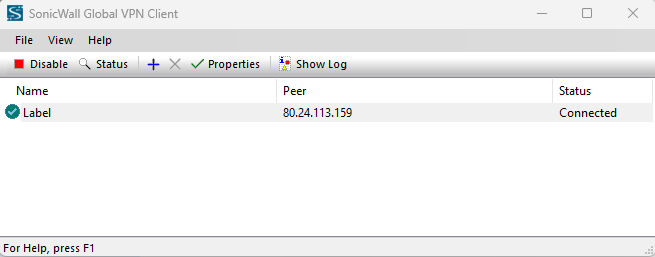 SonicWall Global VPN Client
File View Help
Disable Status Properties Show Log
Name Peer Status
Label 80.24.113.159 Connected
For Help, press F1